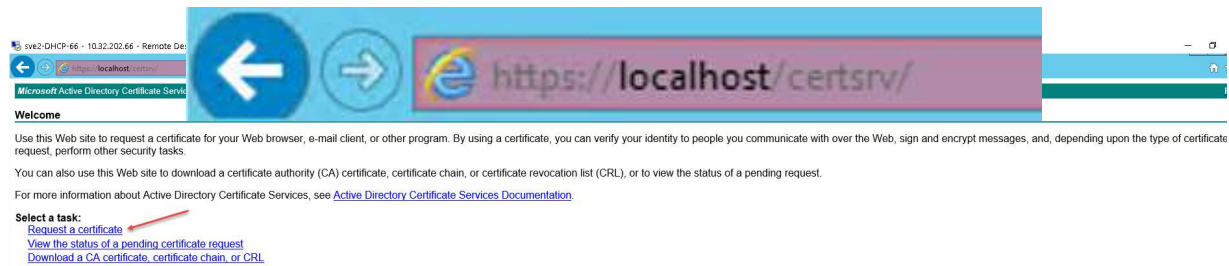 sve2-DHCP-66 - 10.32.202.66 - Remote Des
https://localhost/certsrv/
https://localhost/certsrv/
Microsoft Active Directory Certificate Servic
Welcome
Use this Web site to request a certificate for your Web browser, e-mail client, or other program. By using a certificate, you can verify your identity to people you communicate with over the Web, sign and encrypt messages, and, depending upon the type of certificate
request, perform other security tasks.
You can also use this Web site to download a certificate authority (CA) certificate, certificate chain, or certificate revocation list (CRL), or to view the status of a pending request.
For more information about Active Directory Certificate Services, see Active Directory Certificate Services Documentation.
Select a task:
Request a certificate
View the status of a pending certificate request
Download a CA certificate, certificate chain, or CRL